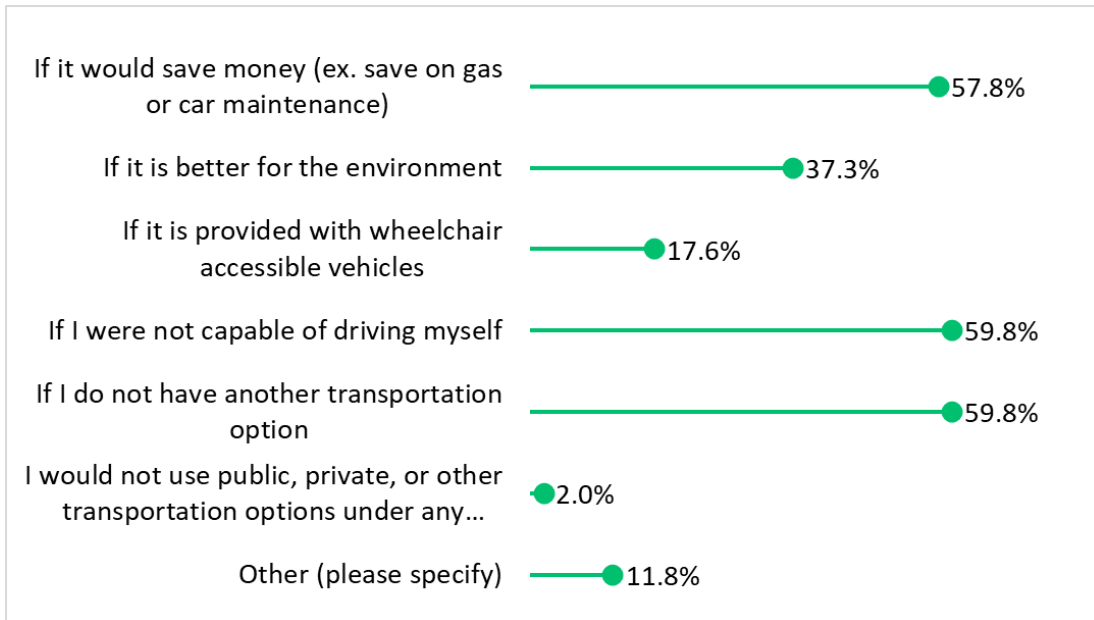 If it would save money (ex. save on gas
or car maintenance)
57.8%
If it is better for the environment
37.3%
If it is provided with wheelchair
accessible vehicles
17.6%
If I were not capable of driving myself
59.8%
If I do not have another transportation
option
59.8%
I would not use public, private, or other
transportation options under any...
2.0%
Other (please specify)
11.8%